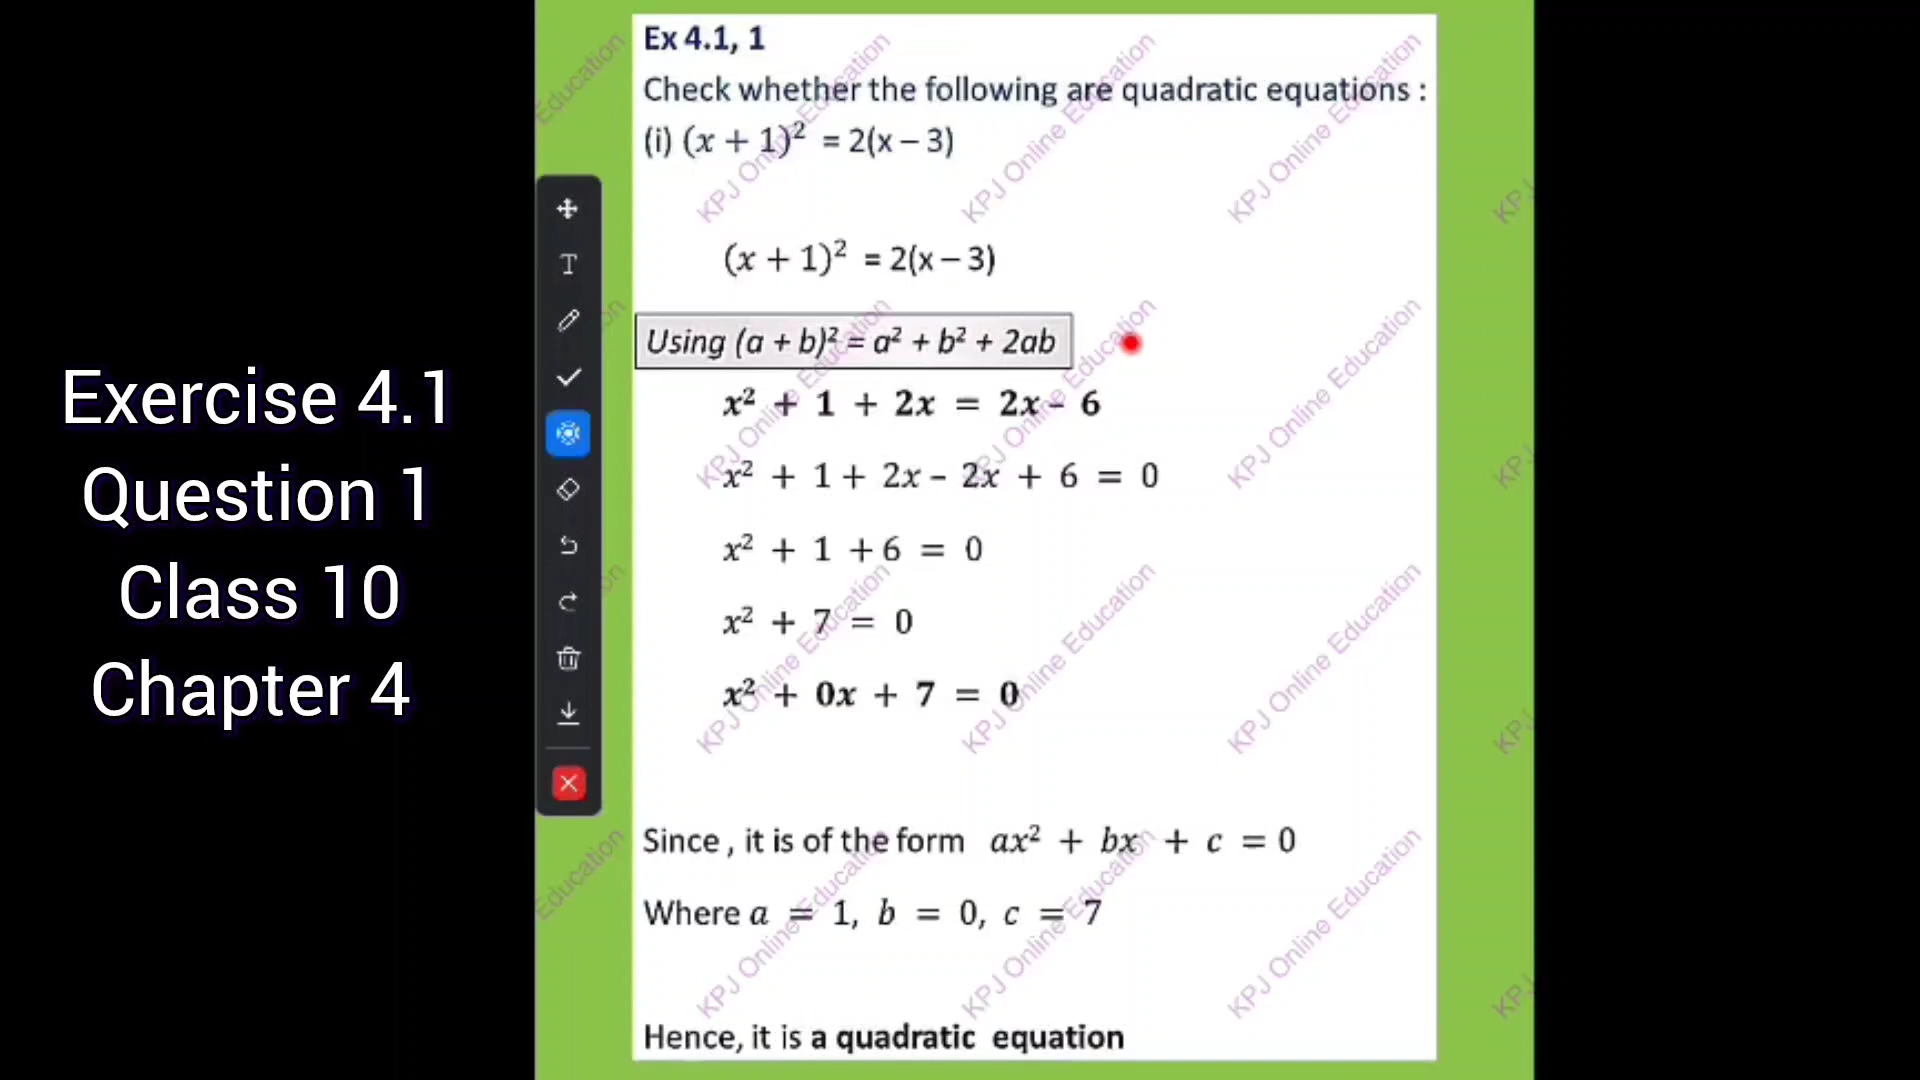 Exercise 4.1
Question 1
Class 10
Chapter 4
Ex 4.1, 1
Check whether the following are quadratic equations :
(i) (x + 1)² = 2(x – 3)
(x + 1)² = 2(x – 3)
Using (a + b)² = a² + b² + 2ab
x² + 1 + 2x = 2x – 6
x² + 1 + 2x – 2x + 6 = 0
x² + 1 + 6 = 0
x² + 7 = 0
x² + 0x + 7 = 0
Since , it is of the form ax² + bx + c = 0
Where a = 1, b = 0, c = 7
Hence, it is a quadratic equation
KPJ Online Education